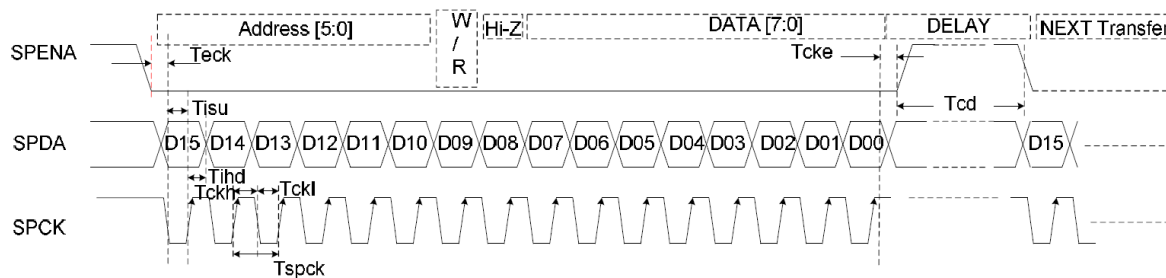 Address [5:0]
W
/
R
Hi-Z
DATA [7:0]
DELAY
NEXT Transfer
SPENA
Teck
Tcke
Tcd
Tisu
SPDA
D15
D14
D13
D12
D11
D10
D09
D08
D07
D06
D05
D04
D03
D02
D01
D00
D15
Tihd
Tckh
Tckl
SPCK
Tspck